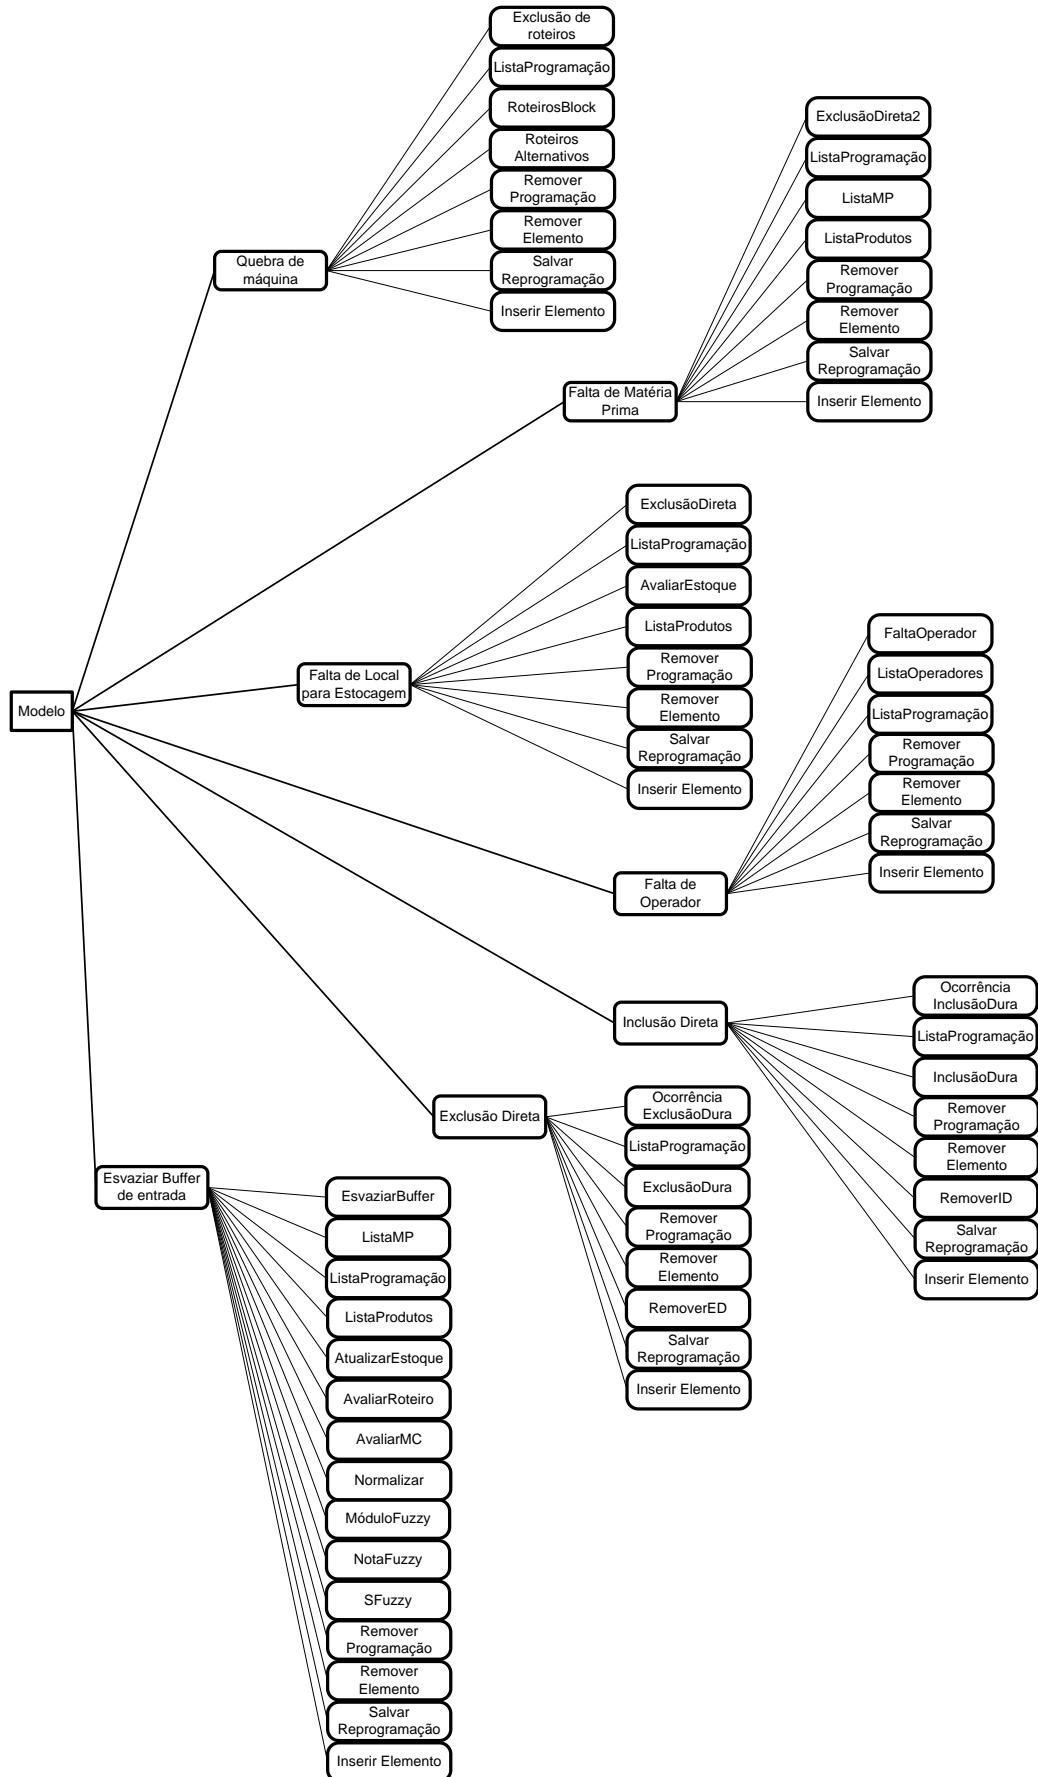 Exclusão de
roteiros
ListaProgramação
RoteirosBlock
Roteiros
Alternativos
Remover
Programação
Remover
Elemento
Salvar
Reprogramação
Inserir Elemento
Quebra de
máquina
ExclusãoDireta2
ListaProgramação
ListaMP
ListaProdutos
Remover
Programação
Remover
Elemento
Salvar
Reprogramação
Inserir Elemento
Falta de Matéria
Prima
ExclusãoDireta
ListaProgramação
AvaliarEstoque
ListaProdutos
Remover
Programação
Remover
Elemento
Salvar
Reprogramação
Inserir Elemento
Falta de Local
para Estocagem
Modelo
FaltaOperador
ListaOperadores
ListaProgramação
Remover
Programação
Remover
Elemento
Salvar
Reprogramação
Inserir Elemento
Falta de
Operador
Ocorrência
InclusãoDura
ListaProgramação
InclusãoDura
Remover
Programação
Remover
Elemento
RemoverID
Salvar
Reprogramação
Inserir Elemento
Inclusão Direta
Ocorrência
ExclusãoDura
ListaProgramação
ExclusãoDura
Remover
Programação
Remover
Elemento
RemoverED
Salvar
Reprogramação
Inserir Elemento
Exclusão Direta
Esvaziar Buffer
de entrada
EsvaziarBuffer
ListaMP
ListaProgramação
ListaProdutos
AtualizarEstoque
AvaliarRoteiro
AvaliarMC
Normalizar
MóduloFuzzy
NotaFuzzy
SFuzzy
Remover
Programação
Remover
Elemento
Salvar
Reprogramação
Inserir Elemento